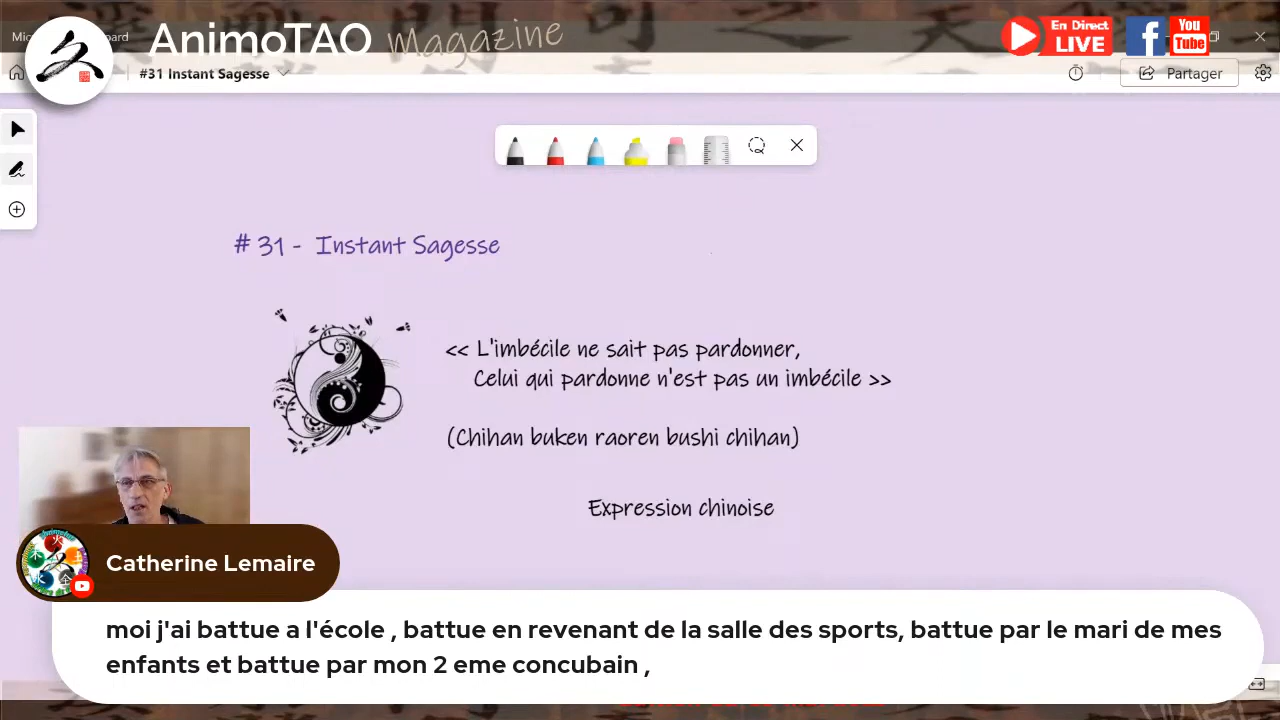 AnimoTAO Magazine
En Direct
LIVE
You
Tube
#31 Instant Sagesse
Partager
# 31 - Instant Sagesse
<< L'imbécile ne sait pas pardonner,
Celui qui pardonne n'est pas un imbécile >>
(Chihan buken raoren bushi chihan)
Expression chinoise
Catherine Lemaire
moi j'ai battue a l'école , battue en revenant de la salle des sports, battue par le mari de mes
enfants et battue par mon 2 eme concubain ,